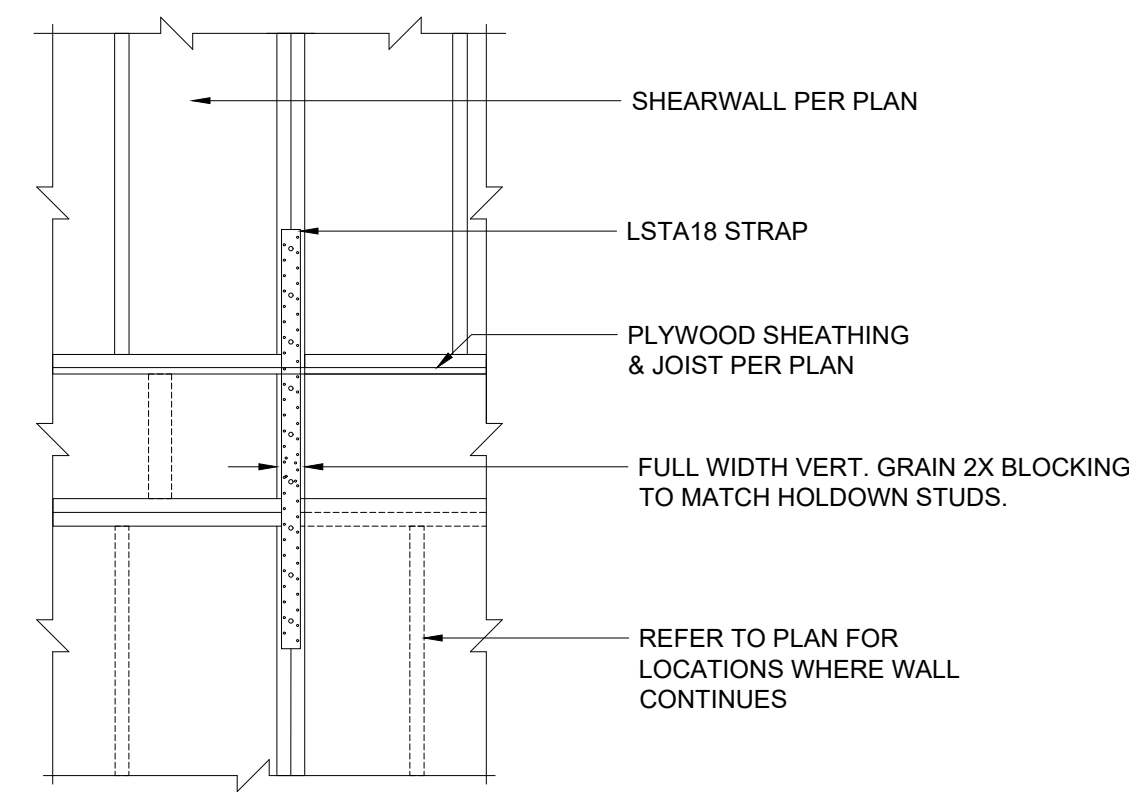 SHEARWALL PER PLAN
LSTA18 STRAP
PLYWOOD SHEATHING
& JOIST PER PLAN
FULL WIDTH VERT. GRAIN 2X BLOCKING
TO MATCH HOLDOWN STUDS.
REFER TO PLAN FOR
LOCATIONS WHERE WALL
CONTINUES